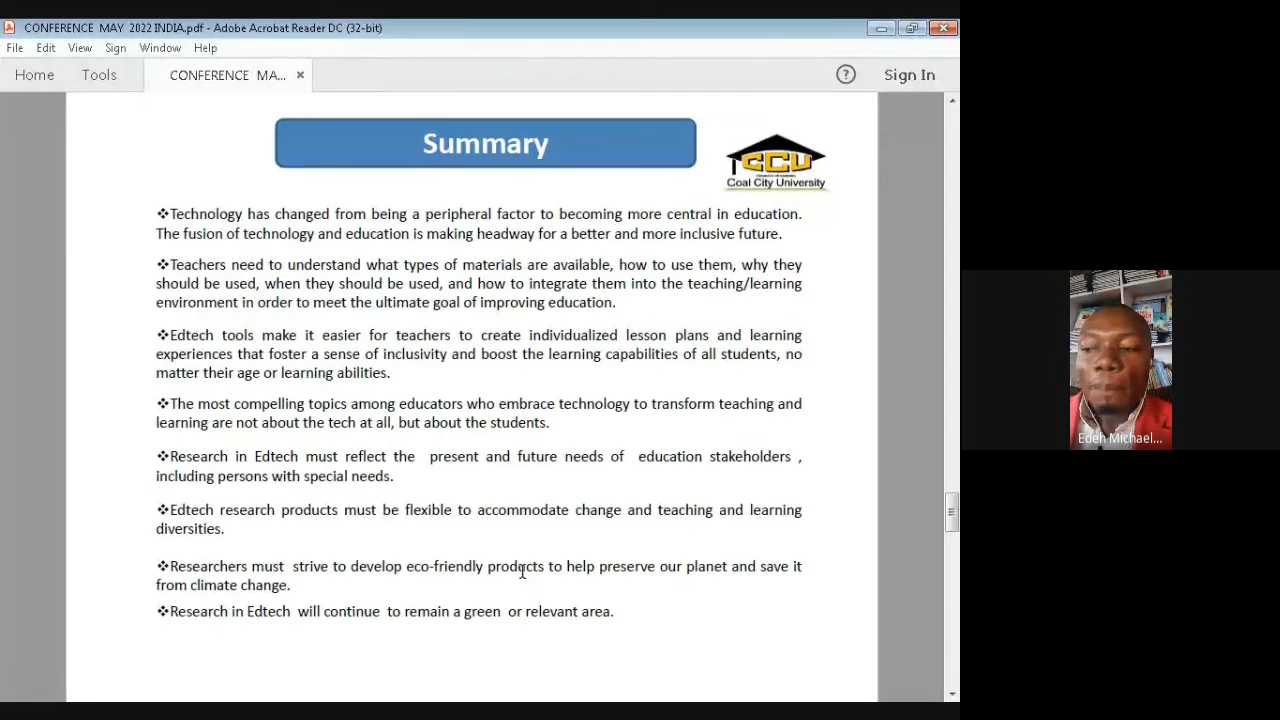 CONFERENCE MAY 2022 INDIA.pdf - Adobe Acrobat Reader DC (32-bit)
File Edit View Sign Window Help
Home Tools CONFERENCE MA... × ? Sign In
Summary
CCU
Coal City University
❖Technology has changed from being a peripheral factor to becoming more central in education.
The fusion of technology and education is making headway for a better and more inclusive future.
❖Teachers need to understand what types of materials are available, how to use them, why they
should be used, when they should be used, and how to integrate them into the teaching/learning
environment in order to meet the ultimate goal of improving education.
❖Edtech tools make it easier for teachers to create individualized lesson plans and learning
experiences that foster a sense of inclusivity and boost the learning capabilities of all students, no
matter their age or learning abilities.
❖The most compelling topics among educators who embrace technology to transform teaching and
learning are not about the tech at all, but about the students.
❖Research in Edtech must reflect the present and future needs of education stakeholders ,
including persons with special needs.
❖Edtech research products must be flexible to accommodate change and teaching and learning
diversities.
❖Researchers must strive to develop eco-friendly products to help preserve our planet and save it
from climate change.
❖Research in Edtech will continue to remain a green or relevant area.
Edeh Michael...